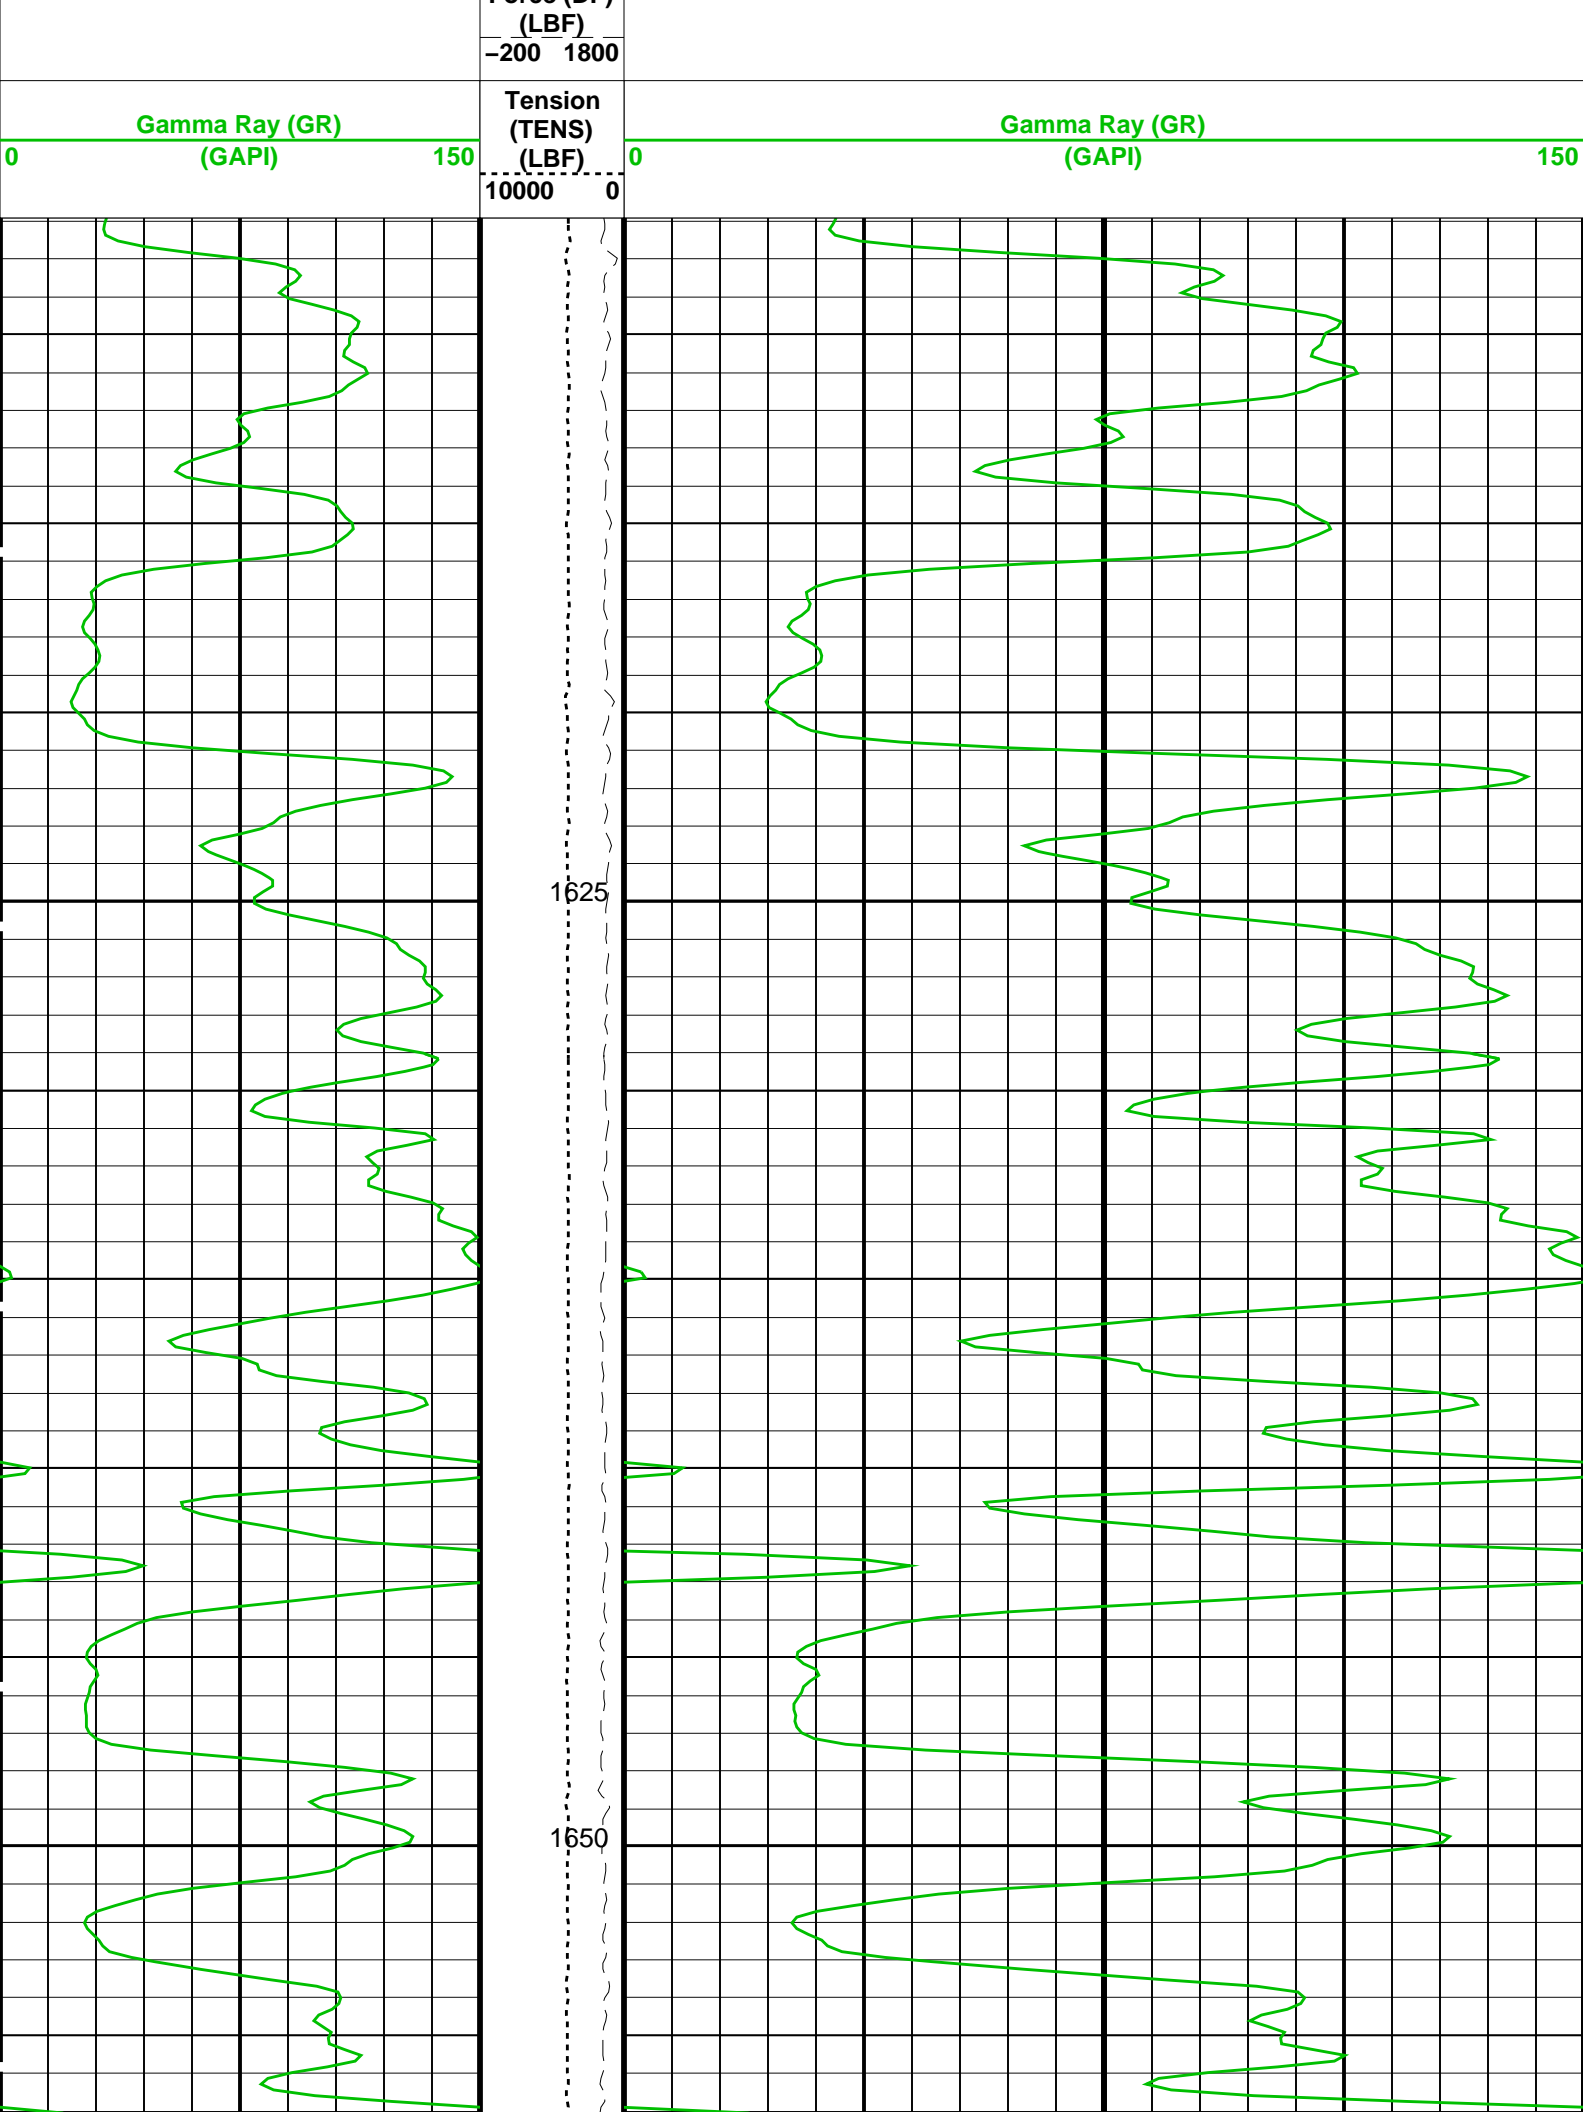 (LBF)
–200 1800
Tension
(TENS)
(LBF)
10000 0
Gamma Ray (GR)
0 (GAPI) 150
Gamma Ray (GR)
0 (GAPI) 150
1625
1650